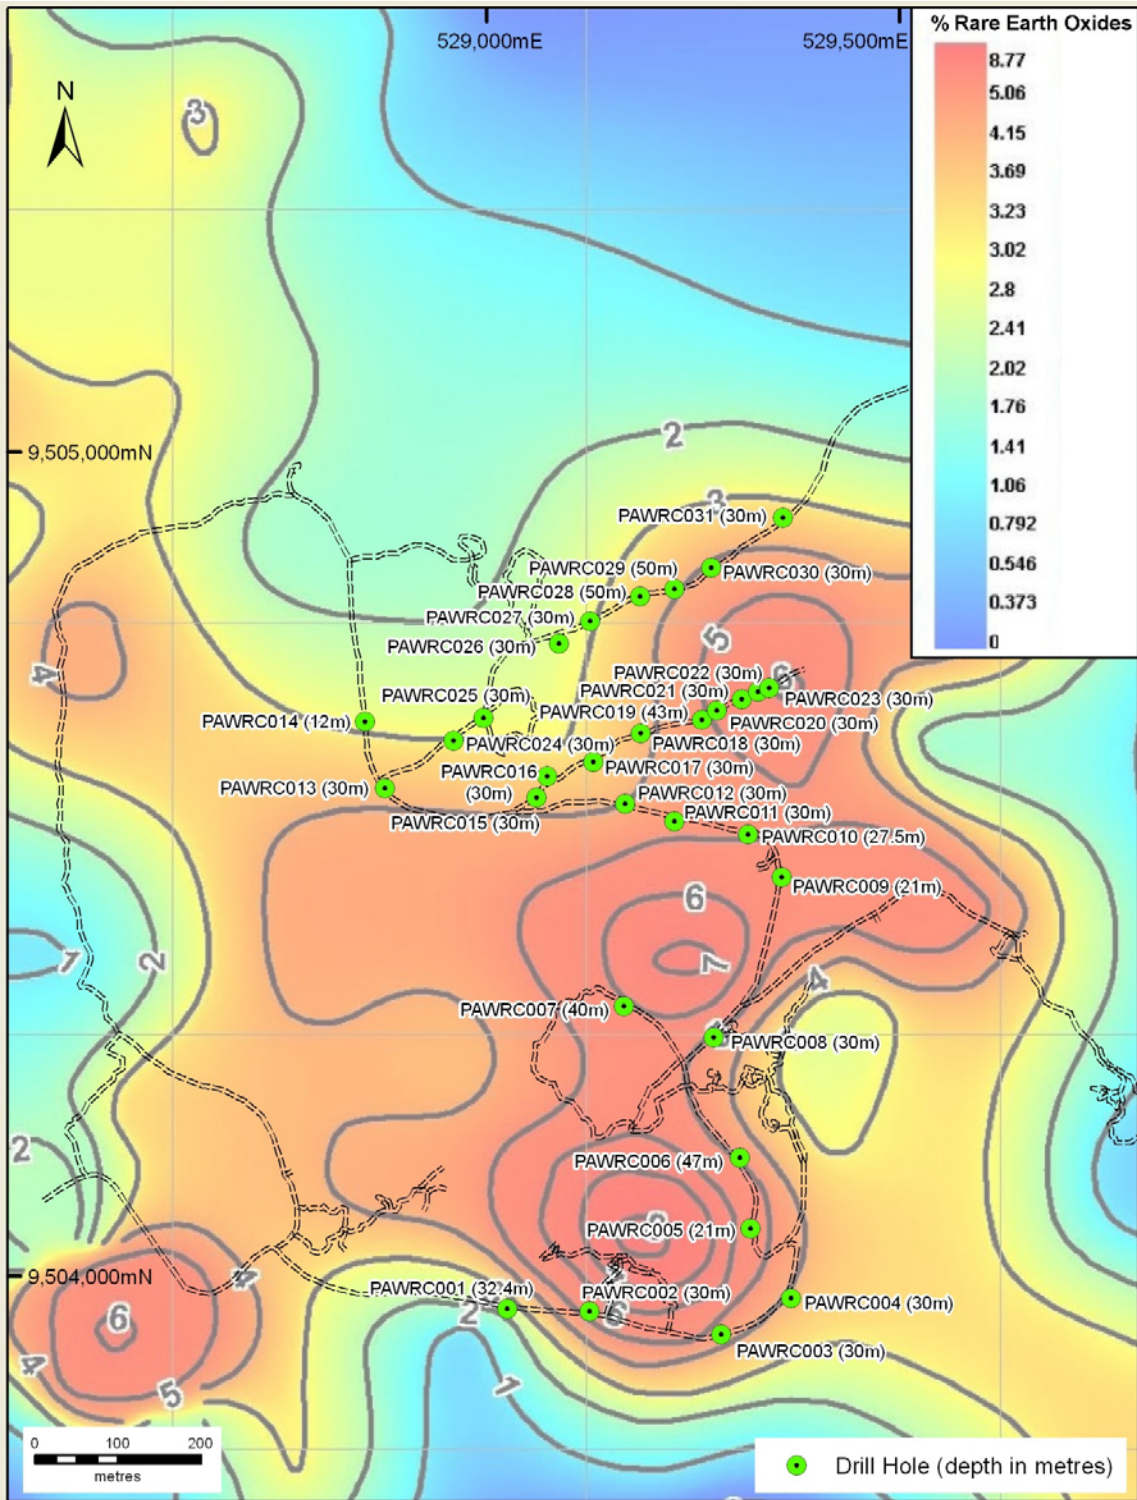 % Rare Earth Oxides
529,000mE
529,500mE
8.77
5.06
4.15
3.69
3.23
3.02
2.8
2.41
2.02
1.76
1.41
1.06
0.792
0.546
0.373
0
N
3
9,505,000mN
2
3
PAWRC031 (30m)
PAWRC029 (50m)
PAWRC030 (30m)
PAWRC028 (50m)
PAWRC027 (30m)
PAWRC026 (30m)
5
4
PAWRC022 (30m)
PAWRC025 (30m)
PAWRC021 (30m)
PAWRC023 (30m)
PAWRC019 (43m)
PAWRC014 (12m)
PAWRC020 (30m)
PAWRC024 (30m)
PAWRC018 (30m)
PAWRC016
(30m)
PAWRC017 (30m)
PAWRC013 (30m)
PAWRC012 (30m)
PAWRC011 (30m)
PAWRC015 (30m)
PAWRC010 (27.5m)
PAWRC009 (21m)
6
1
2
7
4
PAWRC007 (40m)
PAWRC008 (30m)
2
PAWRC006 (47m)
PAWRC005 (21m)
9,504,000mN
4
PAWRC001 (32.4m)
PAWRC002 (30m)
PAWRC004 (30m)
6
2
6
PAWRC003 (30m)
4
5
1
0 100 200
metres
Drill Hole (depth in metres)